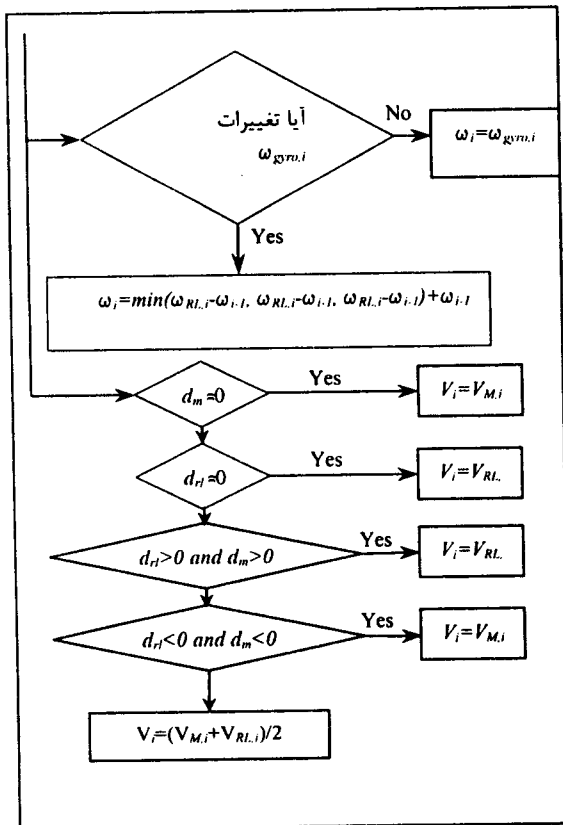 آیا تغییرات
ω_gyro,i
No
ω_i=ω_gyro,i
Yes
ω_i=min(ω_RL,i-ω_i-1, ω_RL,i-ω_i-1, ω_RL,i-ω_i-1)+ω_i-1
d_m≈0
Yes
V_i=V_M,i
d_rl≈0
Yes
V_i=V_RL,
d_rl>0 and d_m>0
Yes
V_i=V_RL,
d_rl<0 and d_m<0
Yes
V_i=V_M,i
V_i=(V_M,i+V_RL,i)/2